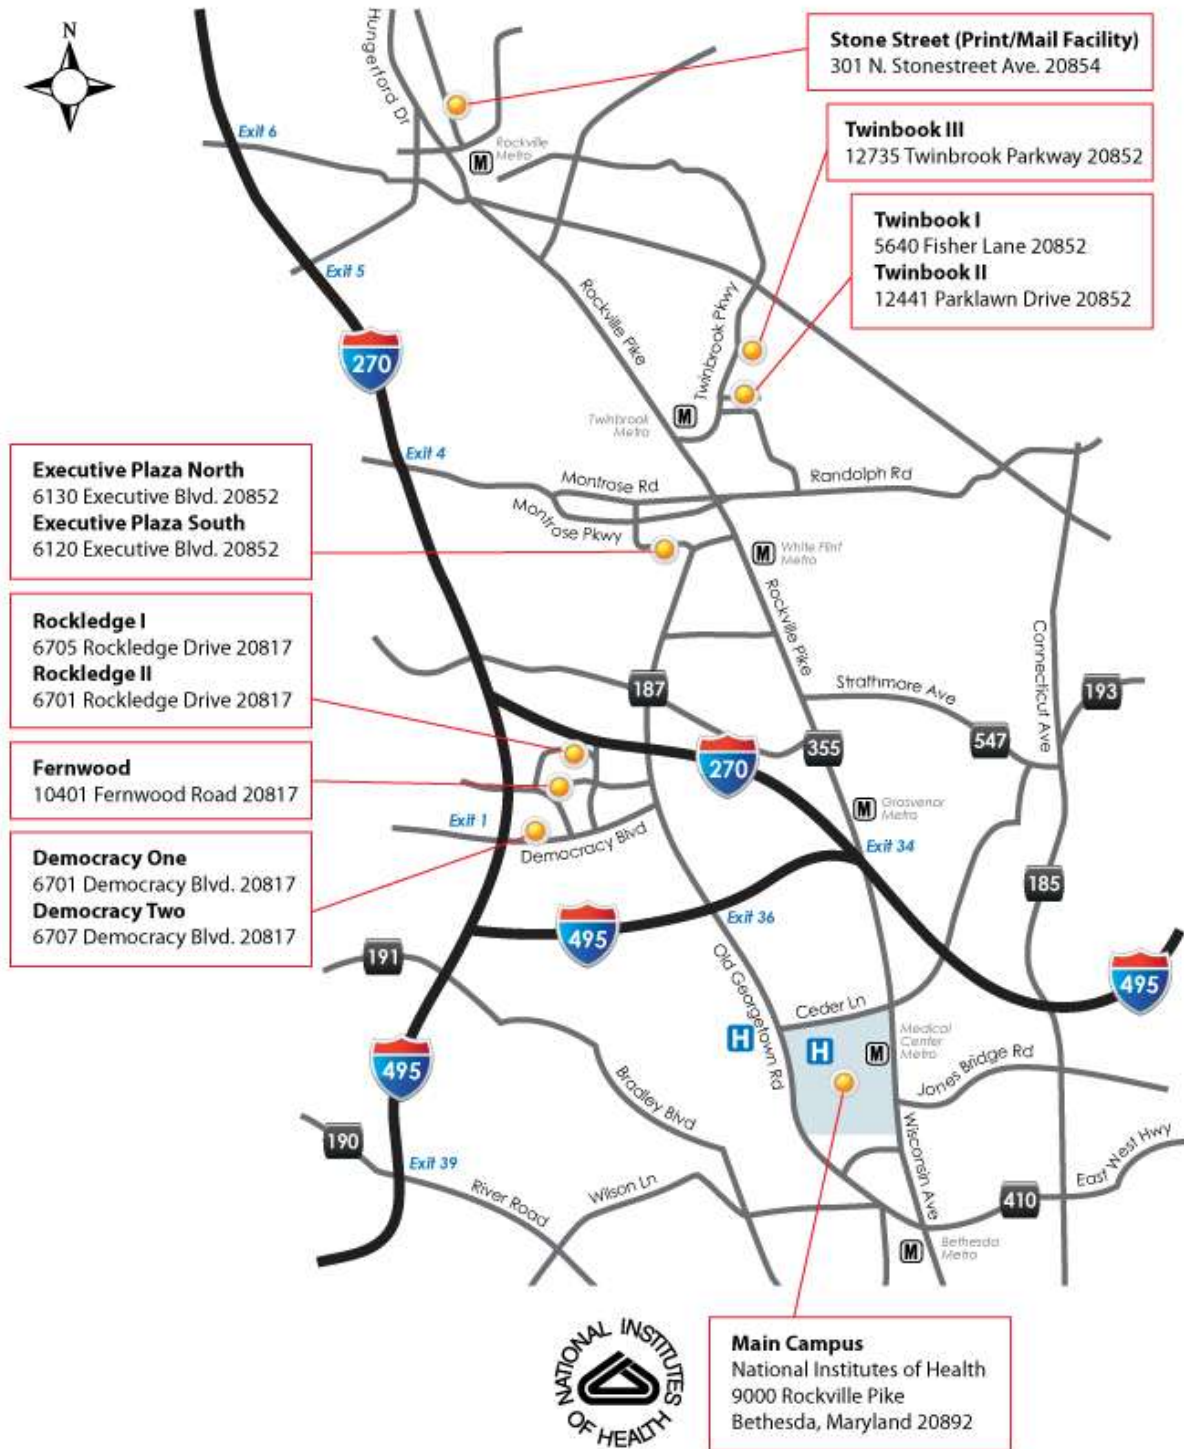 N
Stone Street (Print/Mail Facility)
301 N. Stonestreet Ave. 20854
Hungerford Dr
Exit 6
Rockville
Metro
M
Twinbook III
12735 Twinbrook Parkway 20852
Twinbook I
5640 Fisher Lane 20852
Twinbook II
12441 Parklawn Drive 20852
Exit 5
Rockville Pike
Twinbrook Pkwy
270
Twinbrook
Metro
M
Exit 4
Executive Plaza North
6130 Executive Blvd. 20852
Executive Plaza South
6120 Executive Blvd. 20852
Montrose Rd
Randolph Rd
Montrose Pkwy
M
White Flint
Metro
Rockville Pike
Rockledge I
6705 Rockledge Drive 20817
Rockledge II
6701 Rockledge Drive 20817
Connecticut Ave
187
Strathmore Ave
193
355
547
270
Fernwood
10401 Fernwood Road 20817
M
Grosvenor
Metro
Exit 1
Democracy Blvd
Exit 34
Democracy One
6701 Democracy Blvd. 20817
Democracy Two
6707 Democracy Blvd. 20817
185
Exit 36
495
191
Old Georgetown Rd
495
Ceder Ln
H
H
M
Medical
Center
Metro
495
Jones Bridge Rd
Bradley Blvd
190
Exit 39
River Road
Wilson Ln
Wisconsin Ave
East West Hwy
410
M
Bethesda
Metro
NATIONAL INSTITUTES
OF HEALTH
Main Campus
National Institutes of Health
9000 Rockville Pike
Bethesda, Maryland 20892